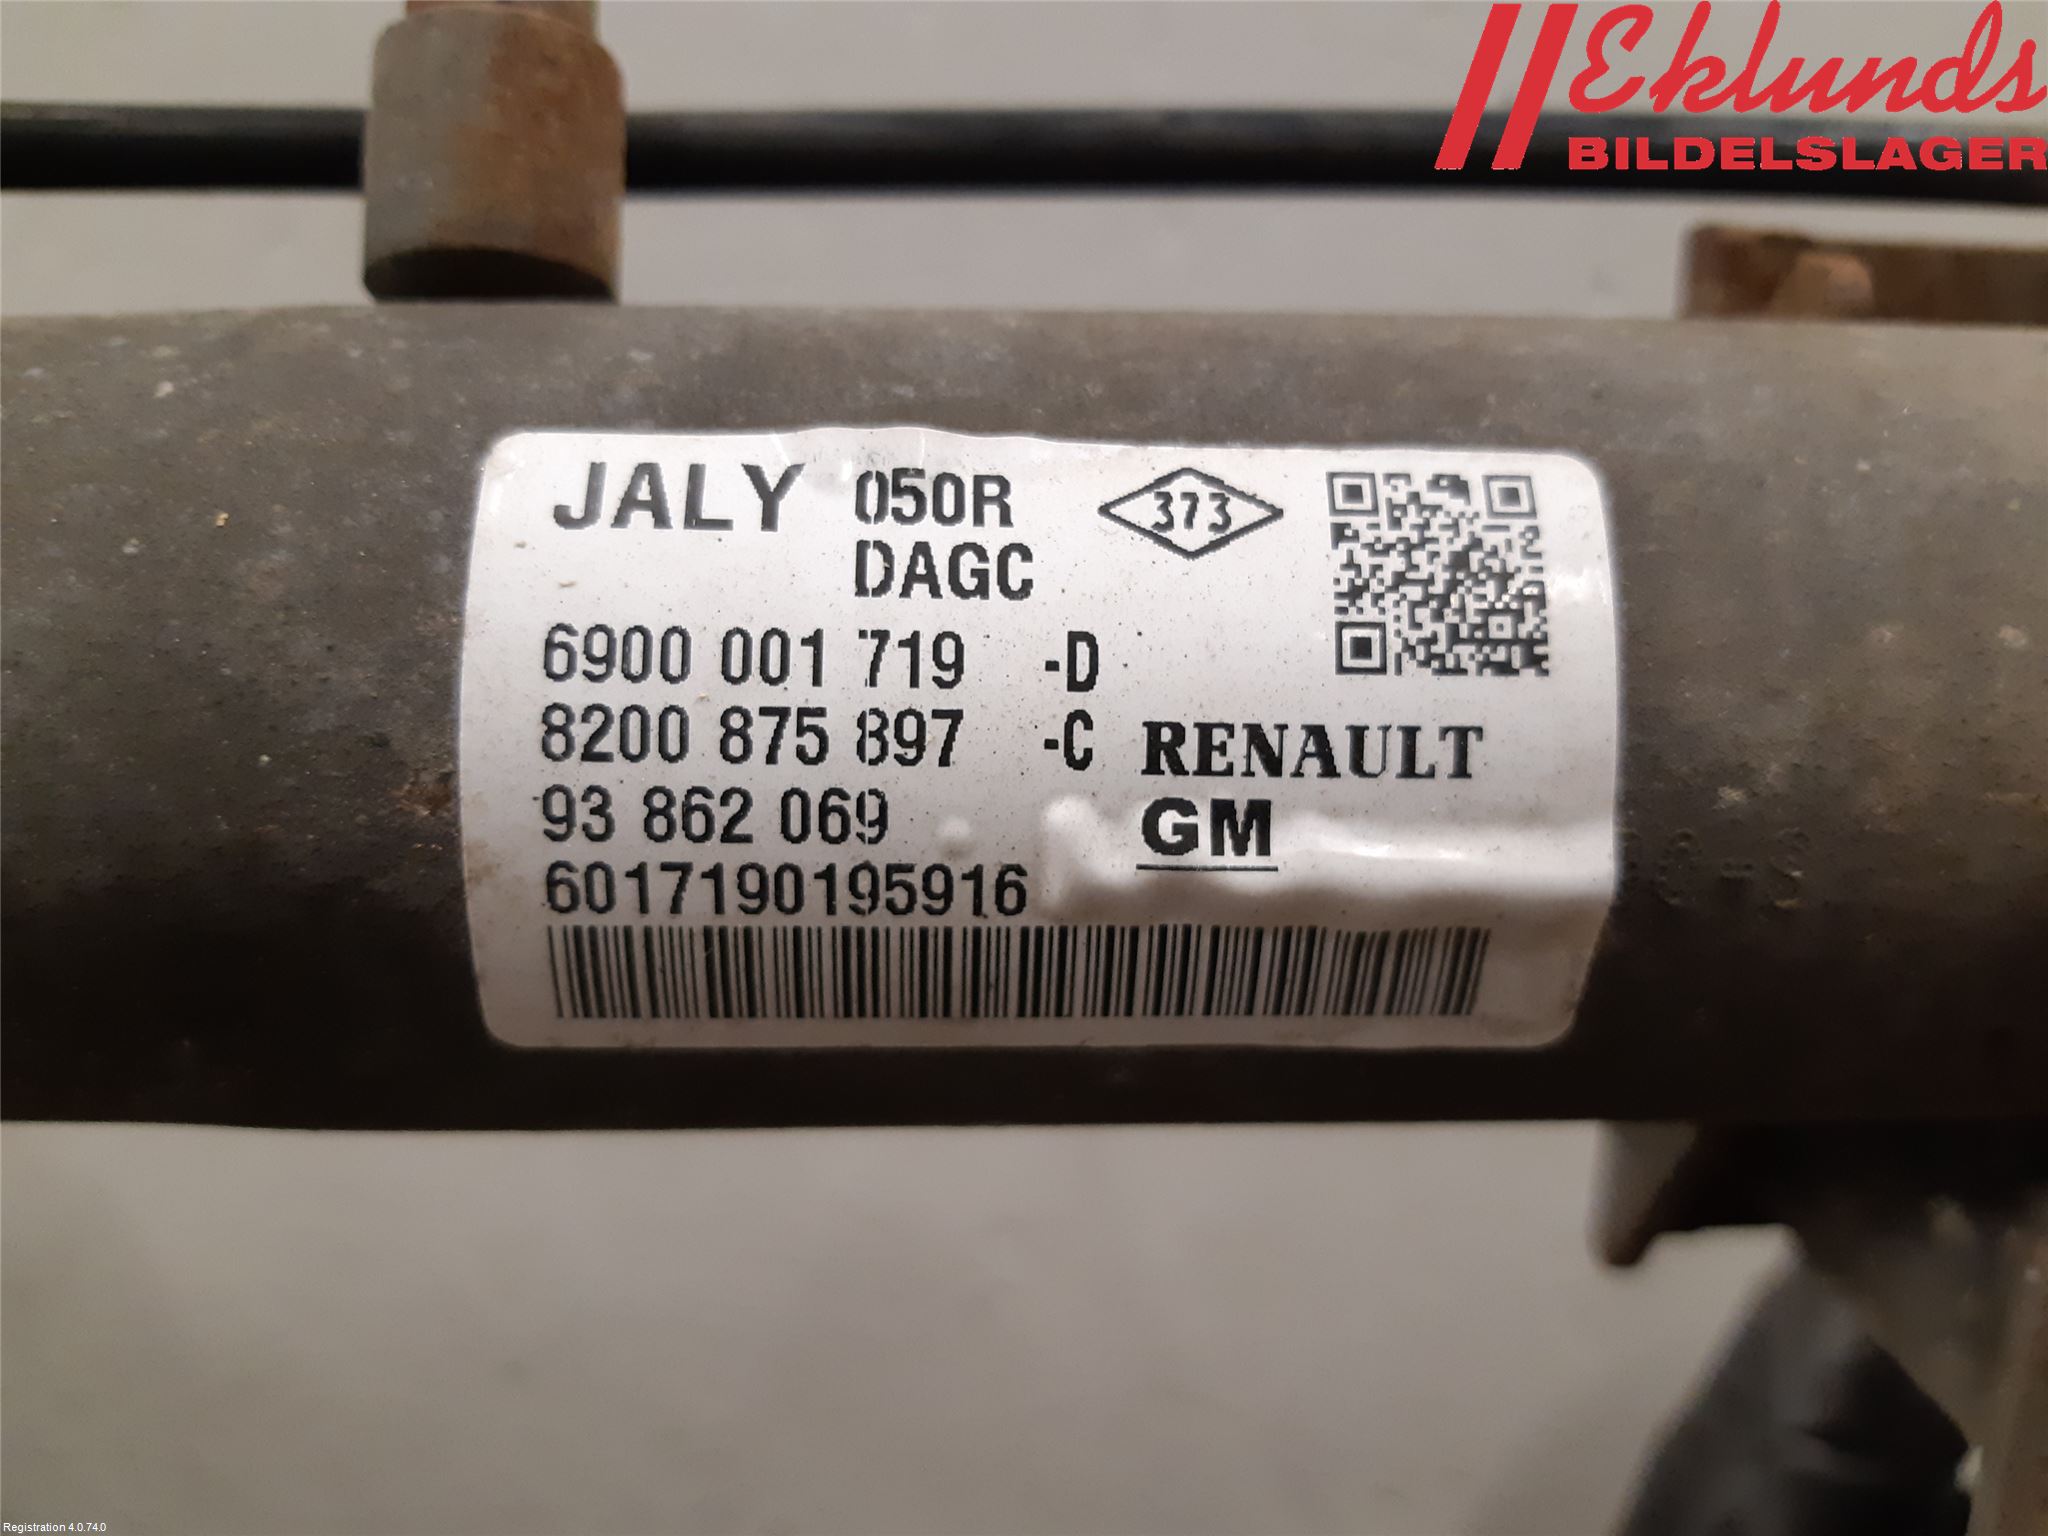 Eklunds
BILDELSLAGER
JALY 050R 373
DAGC
6900 001 719 -D
8200 875 897 -C RENAULT
93 862 069 GM
6017190195916
Registration 4.0.74.0